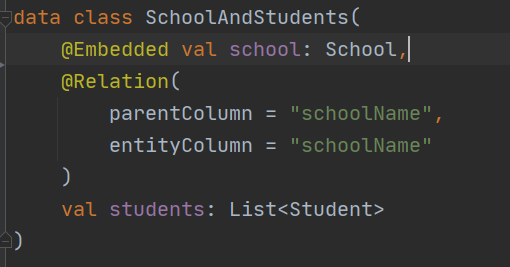 data class SchoolAndStudents(
    @Embedded val school: School,
    @Relation(
        parentColumn = "schoolName",
        entityColumn = "schoolName"
    )
    val students: List<Student>
)